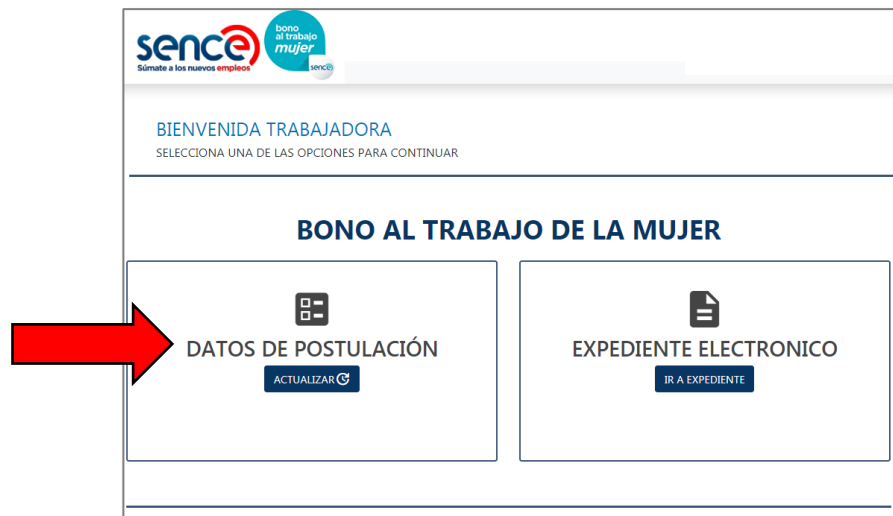 sence
Súmate a los nuevos empleos
bono
al trabajo
mujer
sence
BIENVENIDA TRABAJADORA
SELECCIONA UNA DE LAS OPCIONES PARA CONTINUAR
BONO AL TRABAJO DE LA MUJER
DATOS DE POSTULACIÓN
ACTUALIZAR
EXPEDIENTE ELECTRONICO
IR A EXPEDIENTE